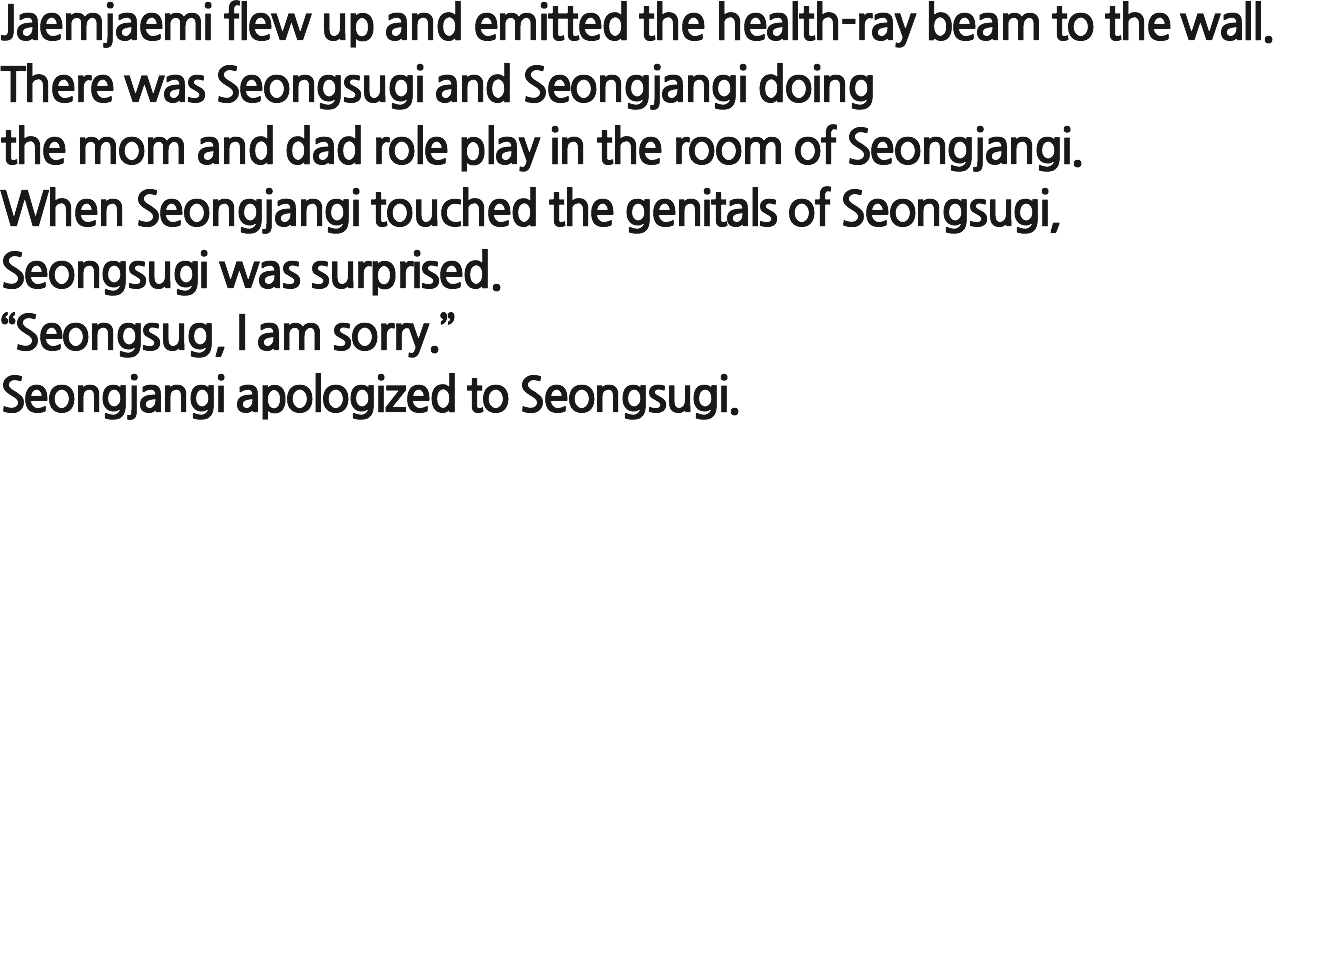 Jaemjaemi flew up and emitted the health-ray beam to the wall.
There was Seongsugi and Seongjangi doing
the mom and dad role play in the room of Seongjangi.
When Seongjangi touched the genitals of Seongsugi,
Seongsugi was surprised.
“Seongsug, I am sorry.”
Seongjangi apologized to Seongsugi.